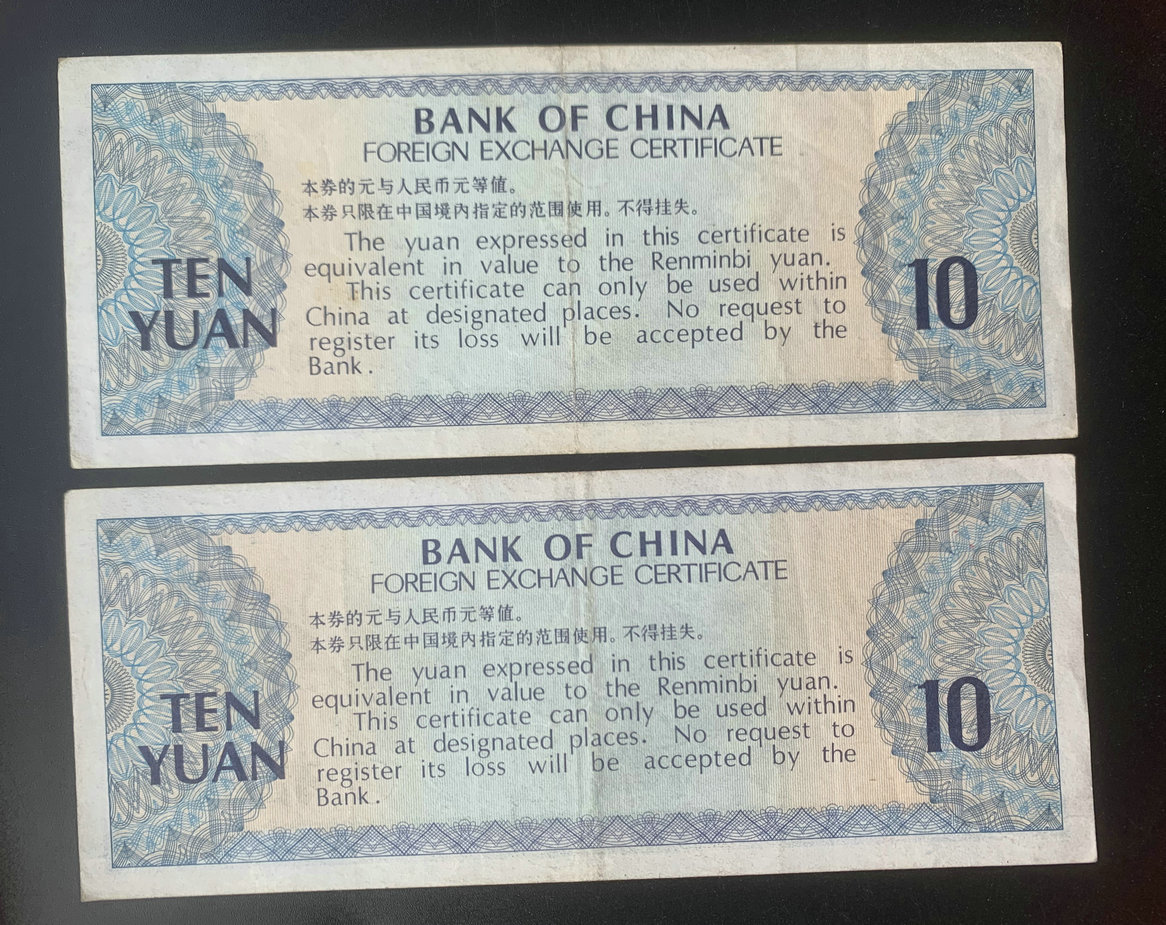 BANK OF CHINA
FOREIGN EXCHANGE CERTIFICATE
本券的元与人民币元等值。
本券只限在中国境内指定的范围使用。不得挂失。
The yuan expressed in this certificate is
equivalent in value to the Renminbi yuan.
This certificate can only be used within
China at designated places. No request to
register its loss will be accepted by the
Bank.
TEN
YUAN
10
BANK OF CHINA
FOREIGN EXCHANGE CERTIFICATE
本券的元与人民币元等值。
本券只限在中国境内指定的范围使用。不得挂失。
The yuan expressed in this certificate is
equivalent in value to the Renminbi yuan.
This certificate can only be used within
China at designated places. No request to
register its loss will be accepted by the
Bank.
TEN
YUAN
10